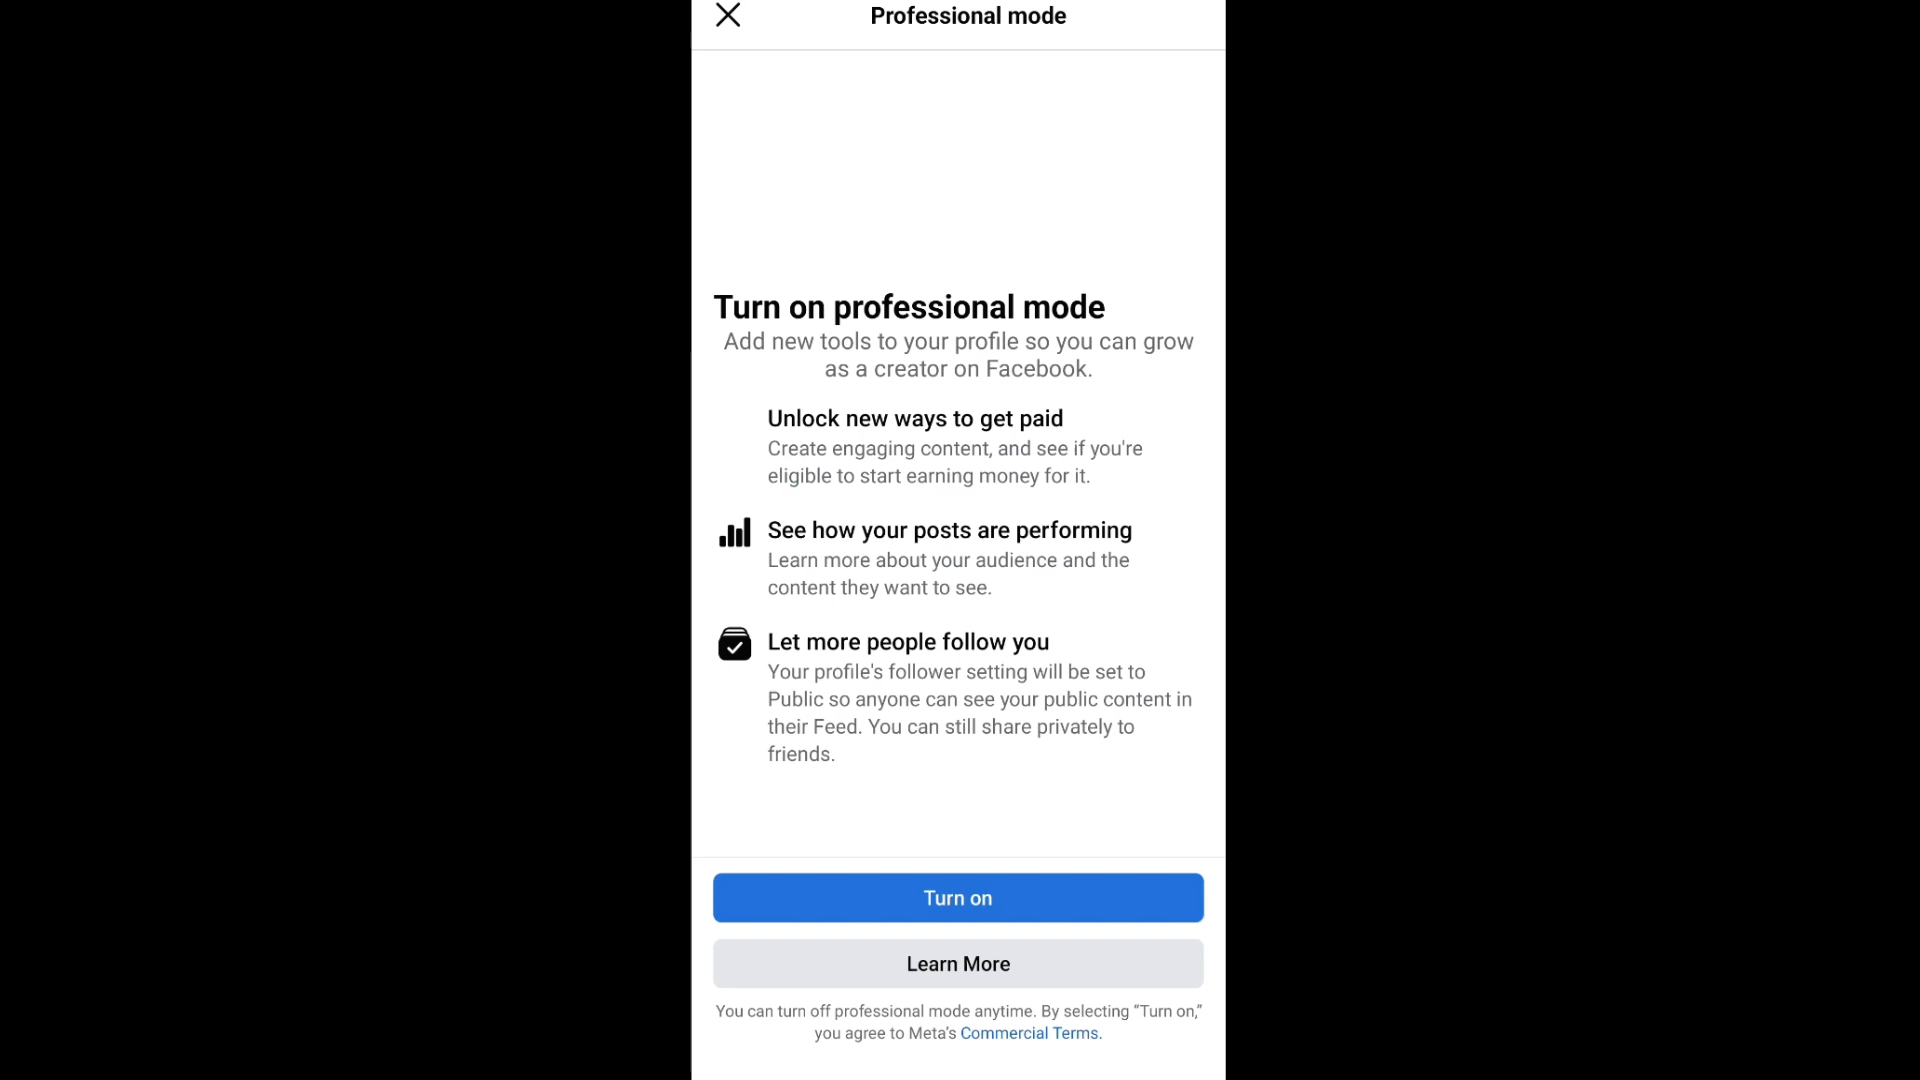 Professional mode
Turn on professional mode
Add new tools to your profile so you can grow
as a creator on Facebook.
Unlock new ways to get paid
Create engaging content, and see if you're
eligible to start earning money for it.
See how your posts are performing
Learn more about your audience and the
content they want to see.
Let more people follow you
Your profile's follower setting will be set to
Public so anyone can see your public content in
their Feed. You can still share privately to
friends.
Turn on
Learn More
You can turn off professional mode anytime. By selecting “Turn on,”
you agree to Meta’s Commercial Terms.